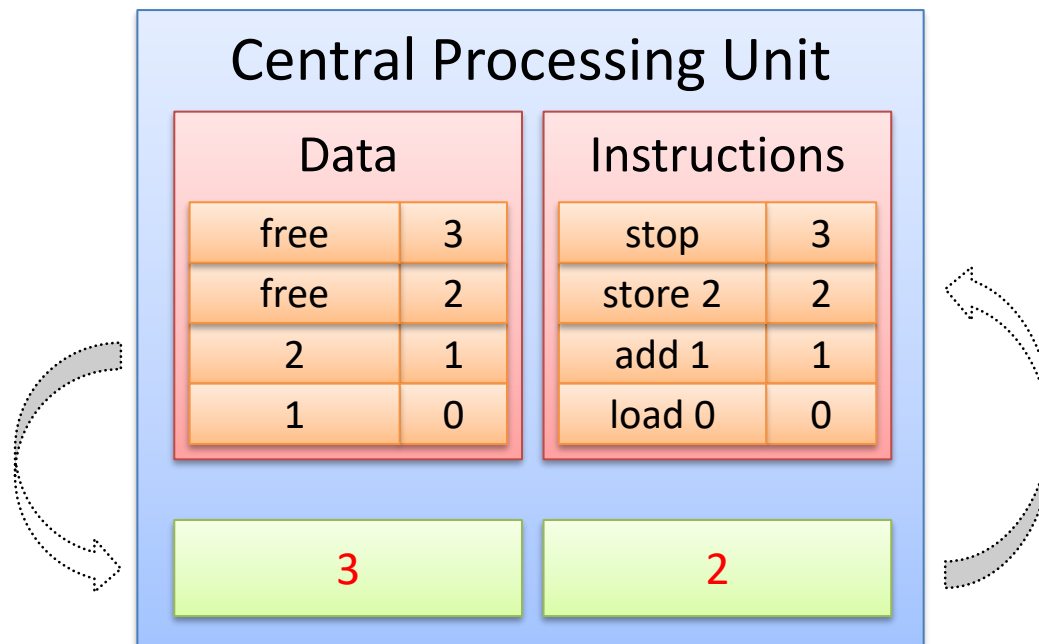 Central Processing Unit
Data
free 3
free 2
2 1
1 0
Instructions
stop 3
store 2 2
add 1 1
load 0 0
3
2